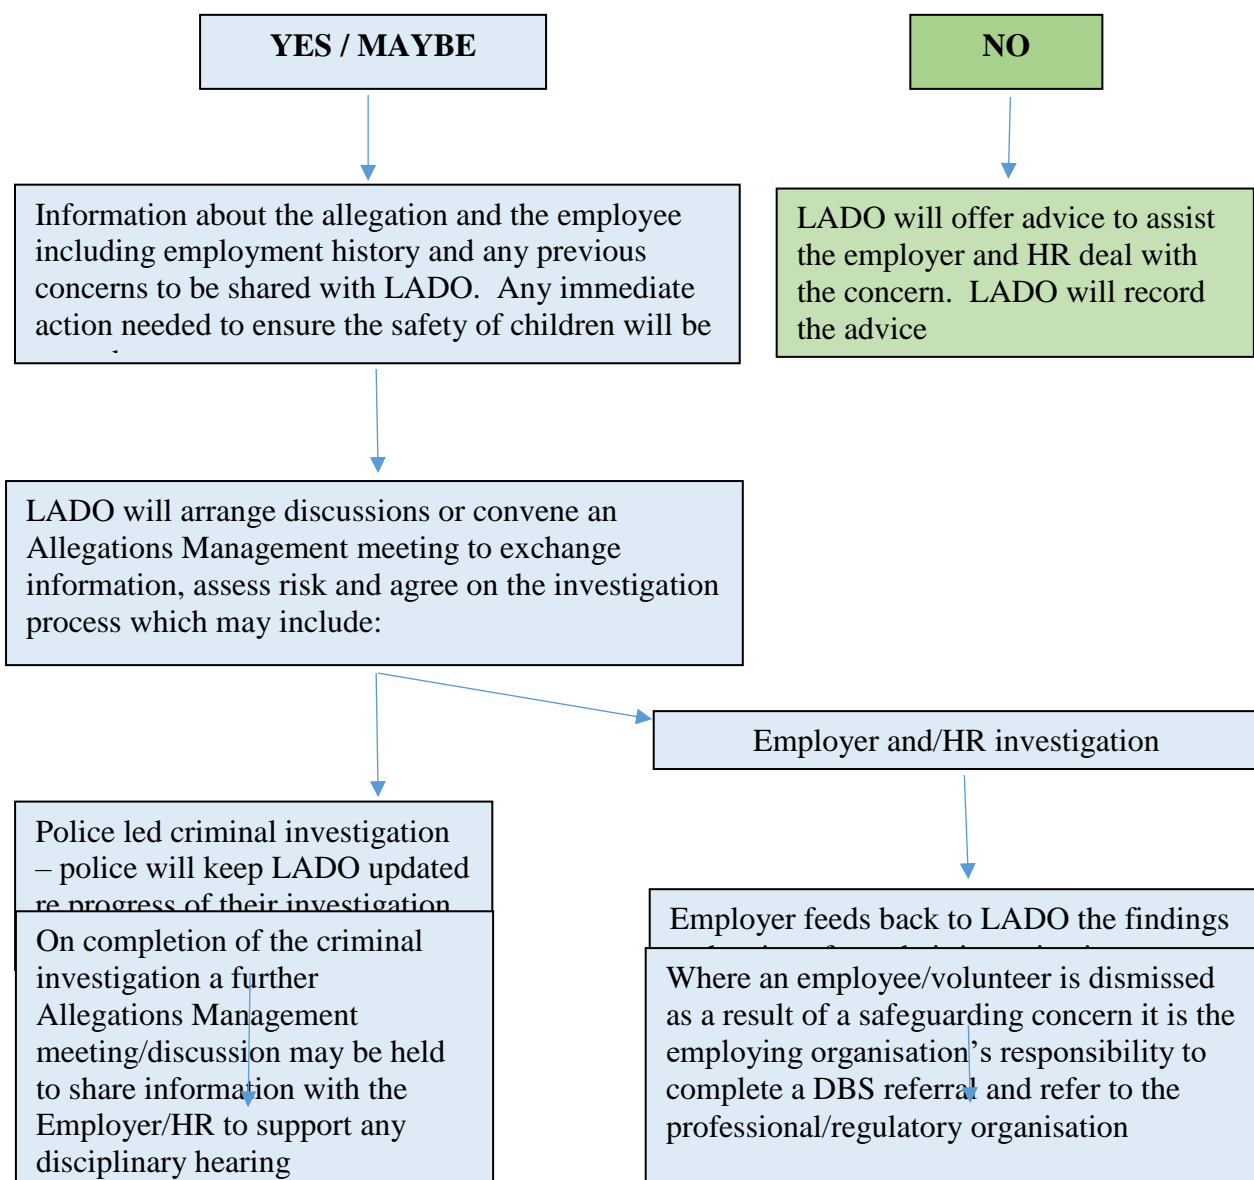 YES / MAYBE
NO
Information about the allegation and the employee
including employment history and any previous
concerns to be shared with LADO.  Any immediate
action needed to ensure the safety of children will be
LADO will offer advice to assist
the employer and HR deal with
the concern.  LADO will record
the advice
LADO will arrange discussions or convene an
Allegations Management meeting to exchange
information, assess risk and agree on the investigation
process which may include:
Employer and/HR investigation
Police led criminal investigation
– police will keep LADO updated
re progress of their investigation
On completion of the criminal
investigation a further
Allegations Management
meeting/discussion may be held
to share information with the
Employer/HR to support any
disciplinary hearing
Employer feeds back to LADO the findings
Where an employee/volunteer is dismissed
as a result of a safeguarding concern it is the
employing organisation’s responsibility to
complete a DBS referral and refer to the
professional/regulatory organisation